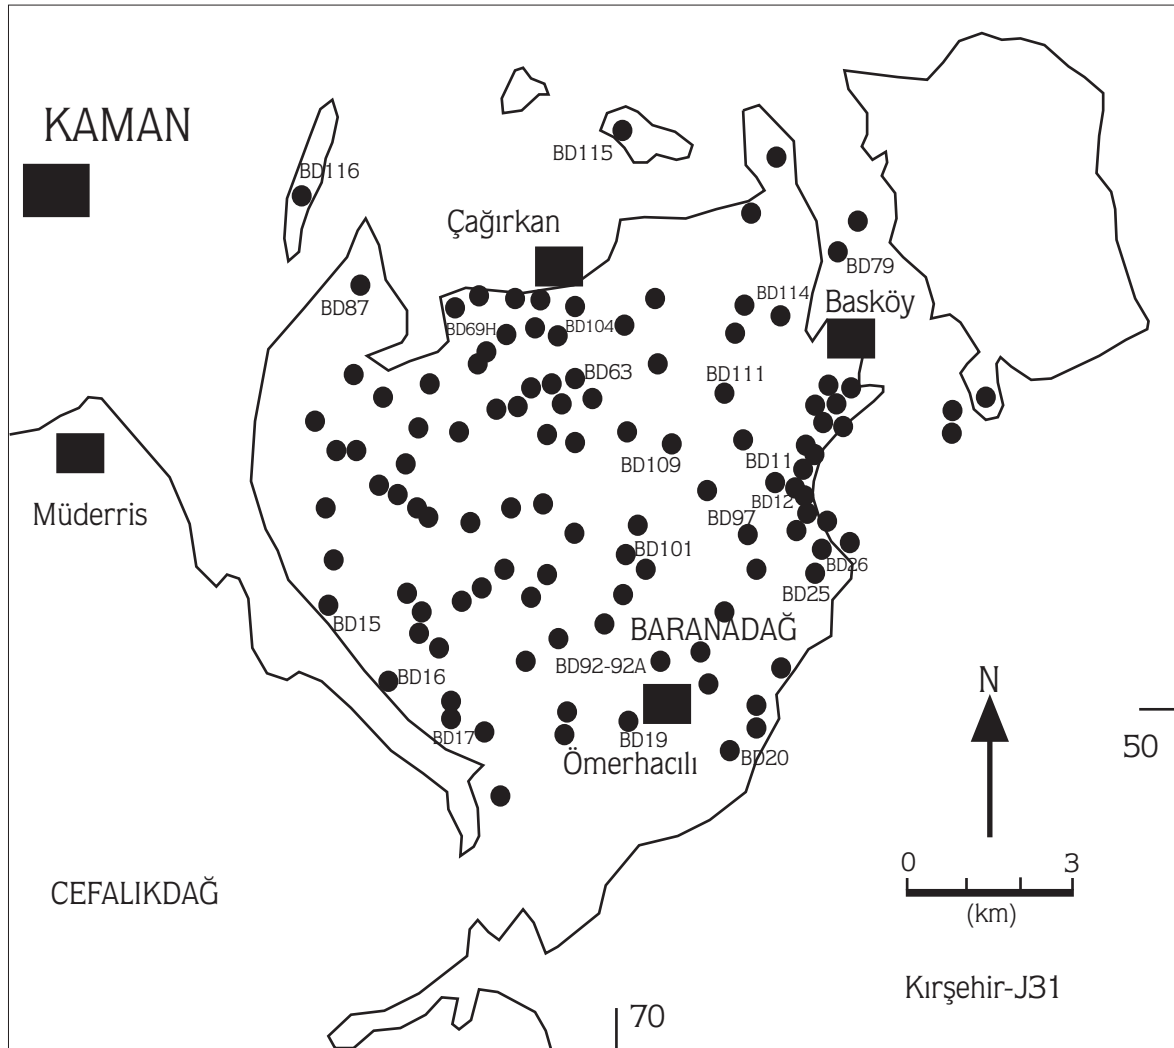 KAMAN
BD115
BD116
Çağırkan
BD79
BD87
BD114
Basköy
BD69H
BD104
BD63
BD111
BD109
BD11
BD12
Müderris
BD97
BD101
BD26
BD25
BD15
BARANADAĞ
BD92-92A
BD16
N
BD17
BD19
50
BD20
Ömerhacılı
0 3
(km)
CEFALIKDAĞ
Kırşehir-J31
70